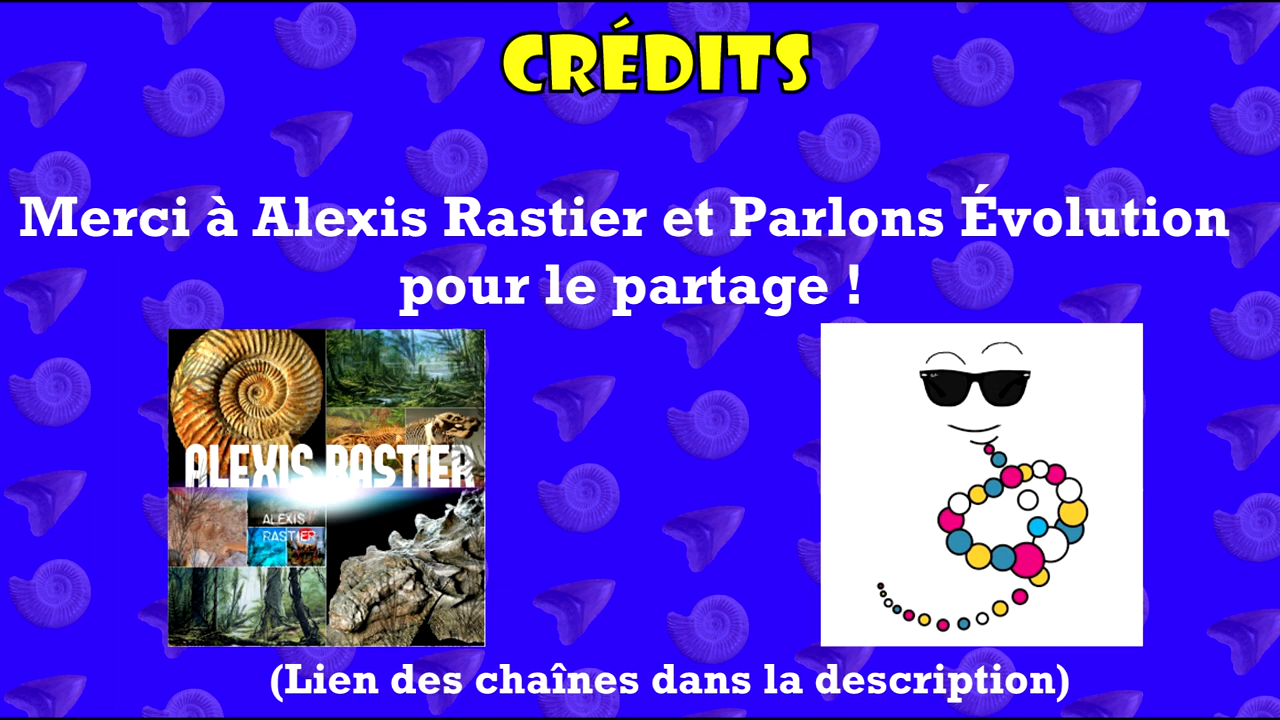 CRÉDITS
Merci à Alexis Rastier et Parlons Évolution
pour le partage !
ALEXIS RASTIER
ALEXIS
RASTIER
(Lien des chaînes dans la description)